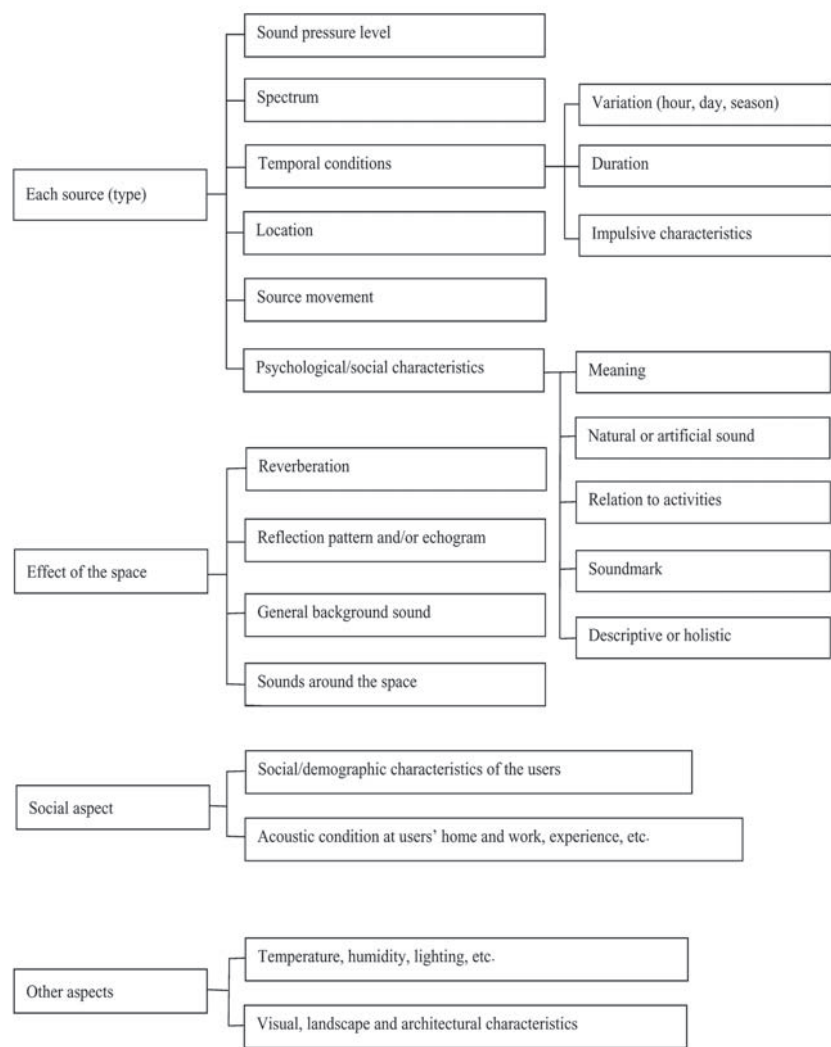 Each source (type)
Sound pressure level
Spectrum
Temporal conditions
Variation (hour, day, season)
Duration
Impulsive characteristics
Location
Source movement
Psychological/social characteristics
Meaning
Natural or artificial sound
Relation to activities
Soundmark
Descriptive or holistic
Effect of the space
Reverberation
Reflection pattern and/or echogram
General background sound
Sounds around the space
Social aspect
Social/demographic characteristics of the users
Acoustic condition at users’ home and work, experience, etc.
Other aspects
Temperature, humidity, lighting, etc.
Visual, landscape and architectural characteristics